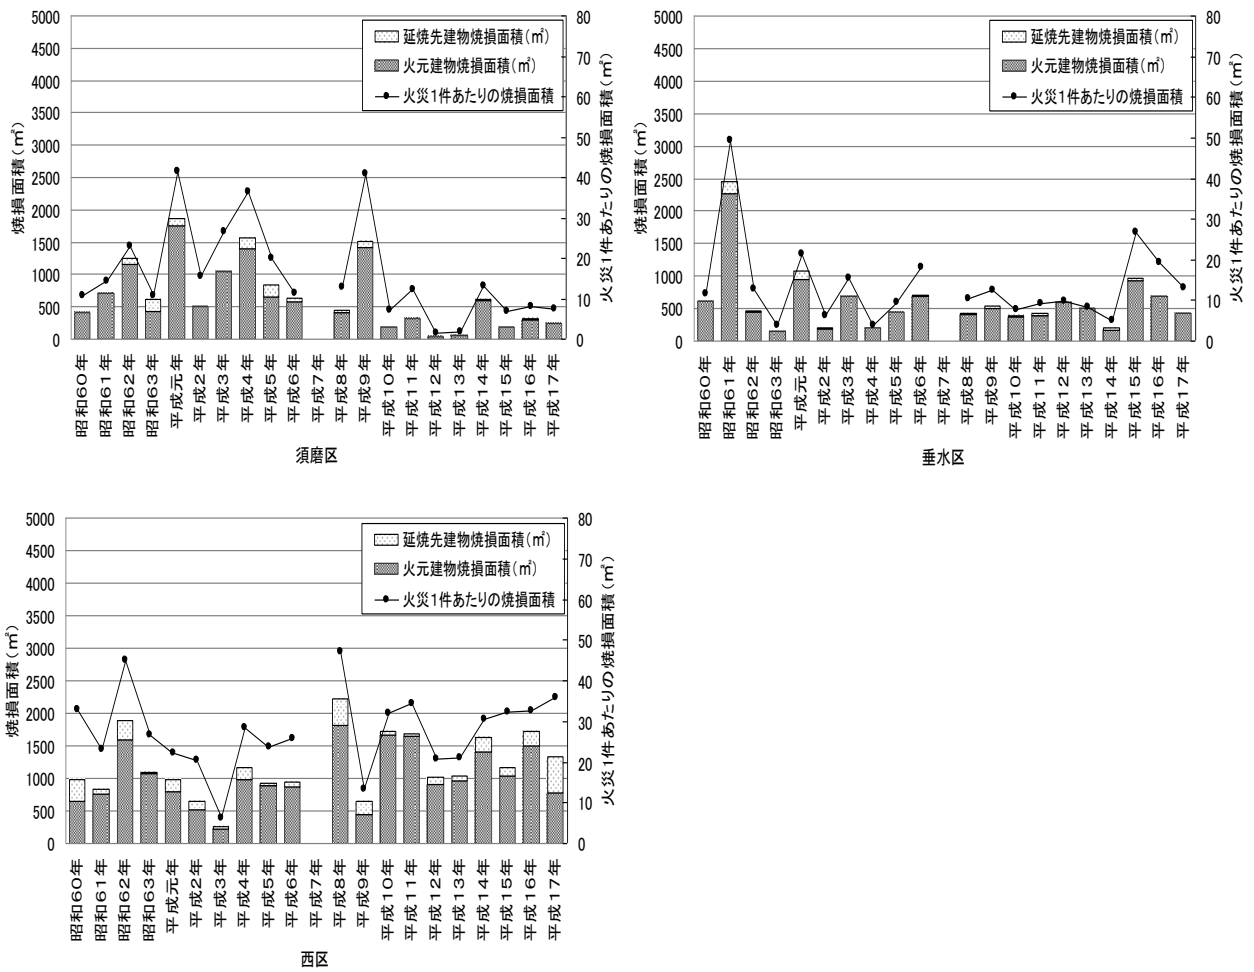 5000
4500
4000
3500
3000
2500
2000
1500
1000
500
0
焼損面積(㎡)
延焼先建物焼損面積(㎡)
火元建物焼損面積(㎡)
火災1件あたりの焼損面積
80
70
60
50
40
30
20
10
0
火災1件あたりの焼損面積(㎡)
昭和60年
昭和61年
昭和62年
昭和63年
平成元年
平成2年
平成3年
平成4年
平成5年
平成6年
平成7年
平成8年
平成9年
平成10年
平成11年
平成12年
平成13年
平成14年
平成15年
平成16年
平成17年
須磨区
5000
4500
4000
3500
3000
2500
2000
1500
1000
500
0
焼損面積(㎡)
延焼先建物焼損面積(㎡)
火元建物焼損面積(㎡)
火災1件あたりの焼損面積
80
70
60
50
40
30
20
10
0
火災1件あたりの焼損面積(㎡)
昭和60年
昭和61年
昭和62年
昭和63年
平成元年
平成2年
平成3年
平成4年
平成5年
平成6年
平成7年
平成8年
平成9年
平成10年
平成11年
平成12年
平成13年
平成14年
平成15年
平成16年
平成17年
垂水区
5000
4500
4000
3500
3000
2500
2000
1500
1000
500
0
焼損面積(㎡)
延焼先建物焼損面積(㎡)
火元建物焼損面積(㎡)
火災1件あたりの焼損面積
80
70
60
50
40
30
20
10
0
火災1件あたりの焼損面積(㎡)
昭和60年
昭和61年
昭和62年
昭和63年
平成元年
平成2年
平成3年
平成4年
平成5年
平成6年
平成7年
平成8年
平成9年
平成10年
平成11年
平成12年
平成13年
平成14年
平成15年
平成16年
平成17年
西区